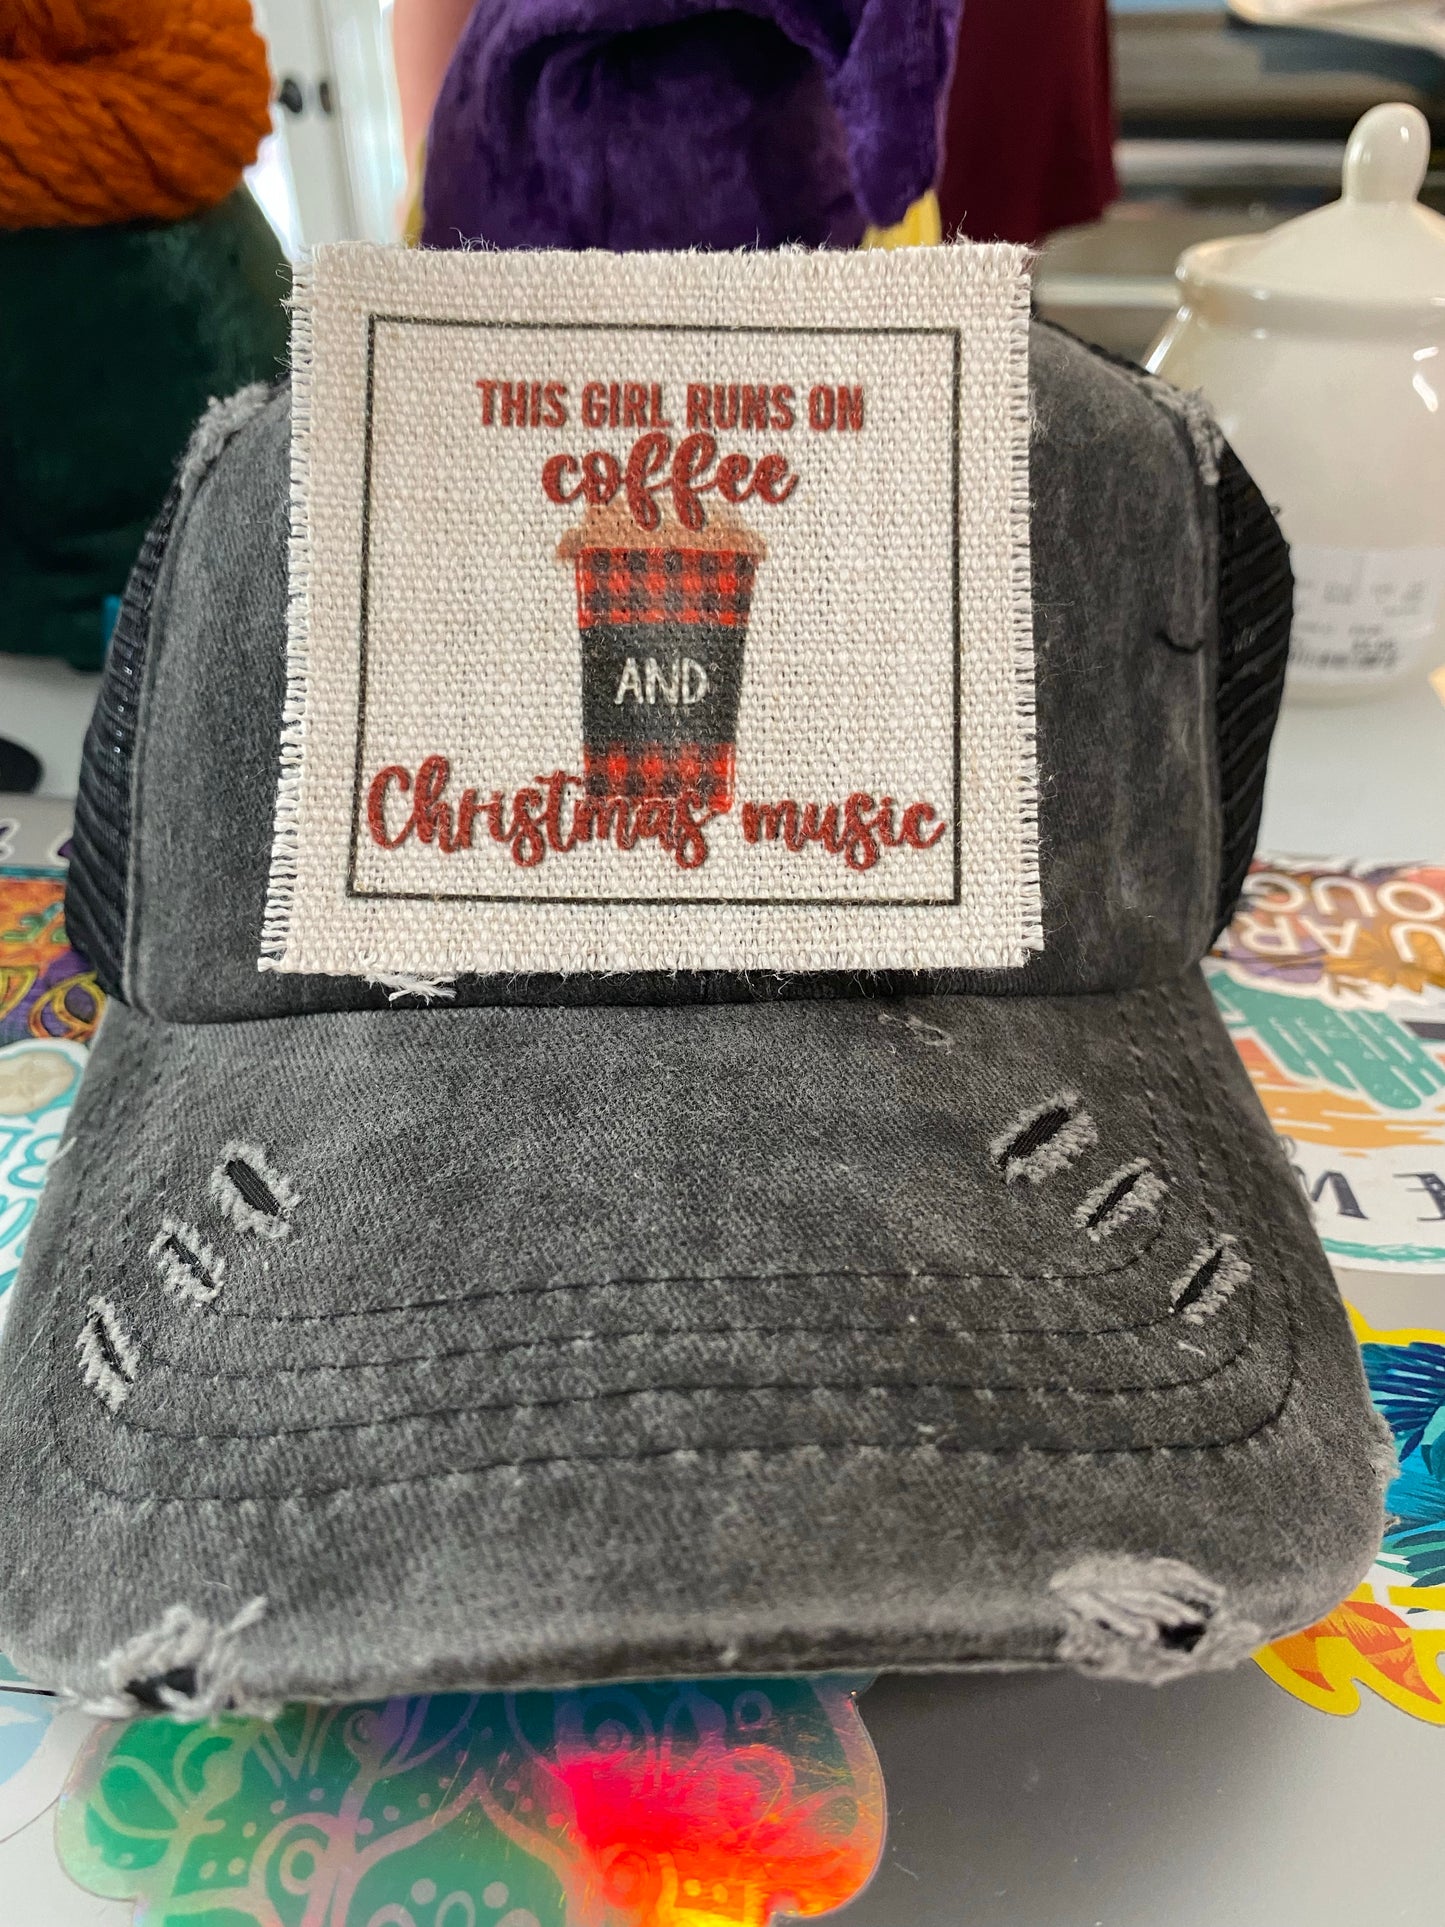 THIS GIRL RUNS ON
coffee
AND
Christmas music